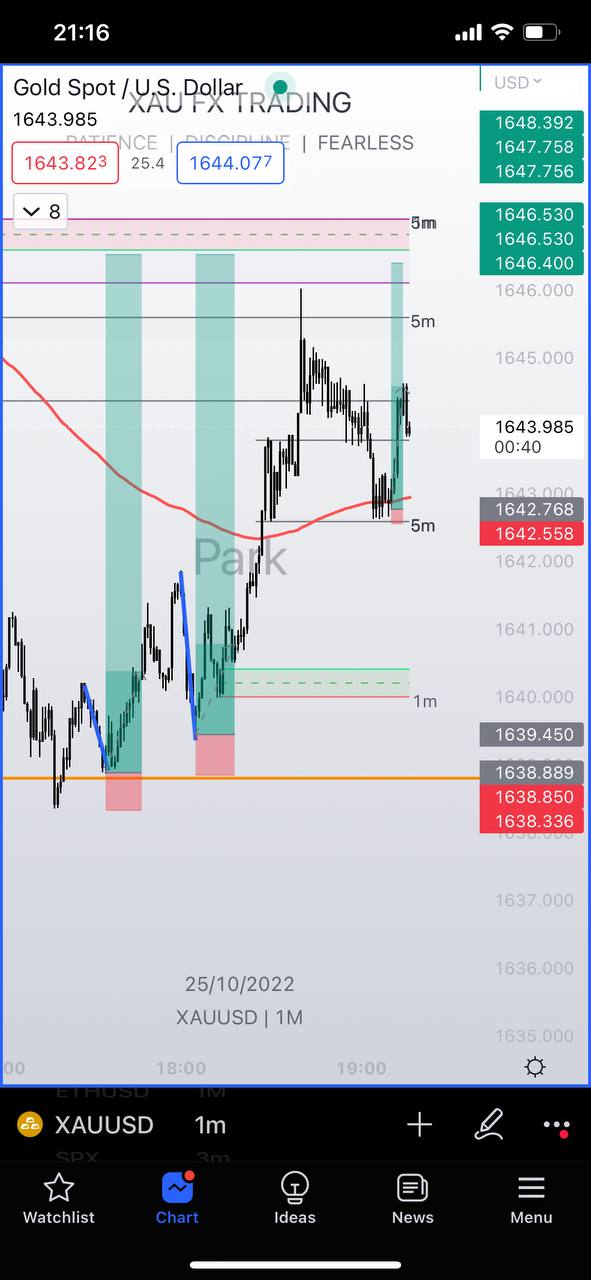 21:16
Gold Spot / U.S. Dollar
XAU FX TRADING
USD
1643.985
PATIENCE | DISCIPLINE | FEARLESS
1643.823 25.4 1644.077
8
1648.392
1647.758
1647.756
1646.530
1646.530
1646.400
5m
1646.000
5m
1645.000
1643.985
00:40
1643.000
1642.768
5m
1642.558
Park
1642.000
1641.000
1640.000
1m
1639.450
1638.889
1638.850
1638.336
1638.000
1637.000
1636.000
25/10/2022
XAUUSD | 1M
1635.000
:00 18:00 19:00
ETHUSD 1M
XAUUSD 1m
SPX 3m
Watchlist Chart Ideas News Menu